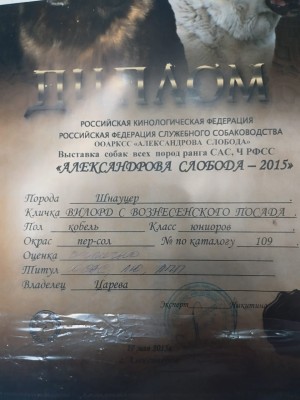 ДИПЛОМ
РОССИЙСКАЯ КИНОЛОГИЧЕСКАЯ ФЕДЕРАЦИЯ
РОССИЙСКАЯ ФЕДЕРАЦИЯ СЛУЖЕБНОГО СОБАКОВОДСТВА
ООАРКСС «АЛЕКСАНДРОВА СЛОБОДА»
Выставка собак всех пород ранга САС, Ч РФСС
«АЛЕКСАНДРОВА СЛОБОДА – 2015»
Порода Шнауцер
Кличка ВИЛОРД С ВОЗНЕСЕНСКОГО ПОСАДА
Пол кобель Класс юниоров
Окрас пер-сол № по каталогу 109
Оценка
Титул
Владелец Царева
Эксперт Никитина